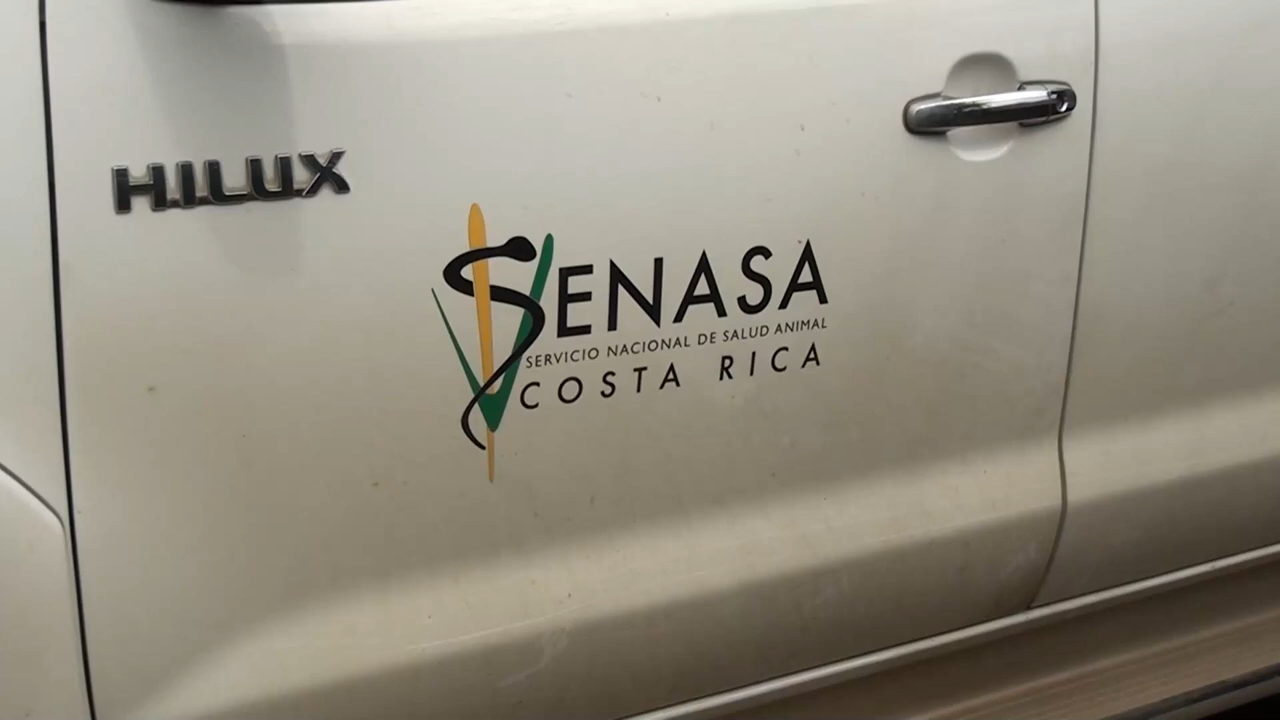 HILUX
SENASA
SERVICIO NACIONAL DE SALUD ANIMAL
COSTA RICA